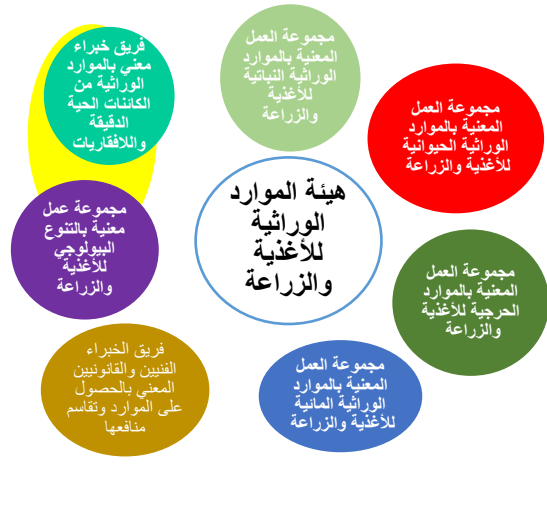 هيئة الموارد
الوراثية
للأغذية
والزراعة
مجموعة العمل
المعنية بالموارد
الوراثية النباتية
للأغذية
والزراعة
مجموعة العمل
المعنية بالموارد
الوراثية الحيوانية
للأغذية والزراعة
مجموعة العمل
المعنية بالموارد
الحرجية للأغذية
والزراعة
مجموعة العمل
المعنية بالموارد
الوراثية المائية
للأغذية والزراعة
فريق الخبراء
الفنيين والقانونيين
المعني بالحصول
على الموارد وتقاسم
منافعها
مجموعة عمل
معنية بالتنوع
البيولوجي
للأغذية
والزراعة
فريق خبراء
معني بالموارد
الوراثية من
الكائنات الحية
الدقيقة
واللافقاريات